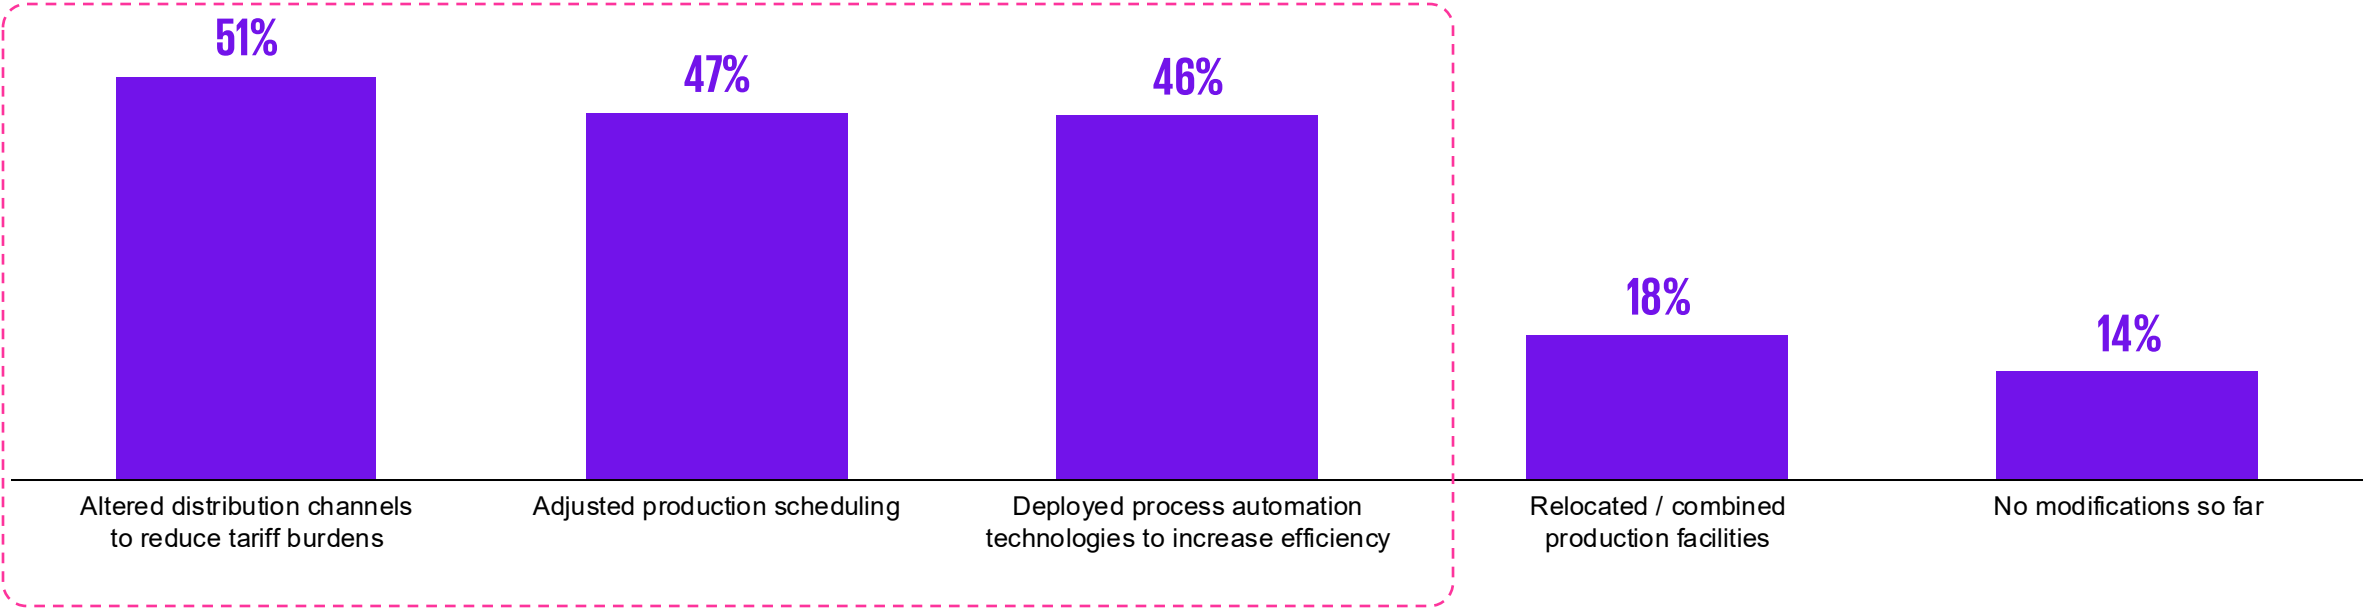 51%
47%
46%
18%
14%
Altered distribution channels
to reduce tariff burdens
Adjusted production scheduling
Deployed process automation
technologies to increase efficiency
Relocated / combined
production facilities
No modifications so far